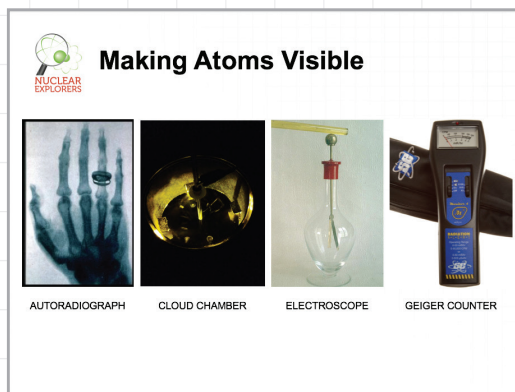 Making Atoms Visible
NUCLEAR
EXPLORERS
AUTORADIOGRAPH
CLOUD CHAMBER
ELECTROSCOPE
GEIGER COUNTER